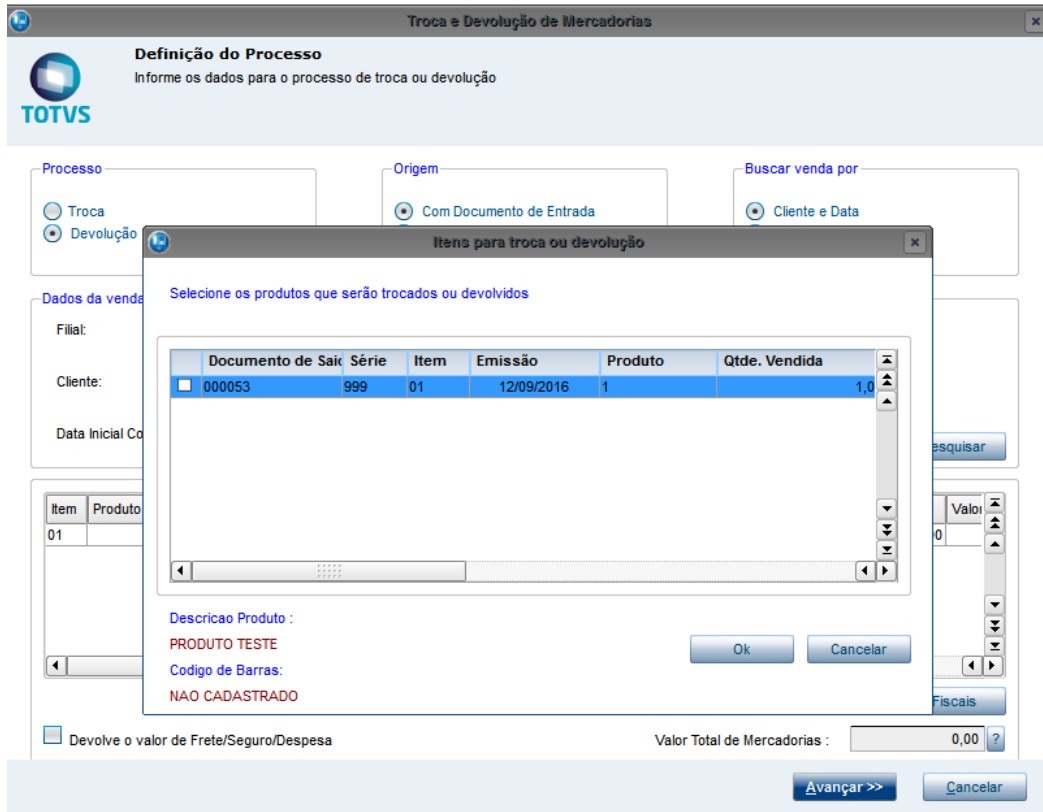 Troca e Devolução de Mercadorias
Definição do Processo
Informe os dados para o processo de troca ou devolução
TOTVS
Processo
Origem
Buscar venda por
Troca
Com Documento de Entrada
Cliente e Data
Devolução
Itens para troca ou devolução
Selecione os produtos que serão trocados ou devolvidos
Dados da venda
Filial:
Documento de Said Série Item Emissão Produto Qtde. Vendida
000053 999 01 12/09/2016 1 1,0
Cliente:
Data Inicial Co
esquisar
Item Produto
Valor
01
00
Descricao Produto :
PRODUTO TESTE
Ok
Cancelar
Codigo de Barras:
NAO CADASTRADO
Fiscais
Devolve o valor de Frete/Seguro/Despesa
Valor Total de Mercadorias :
0,00
?
Avançar >>
Cancelar